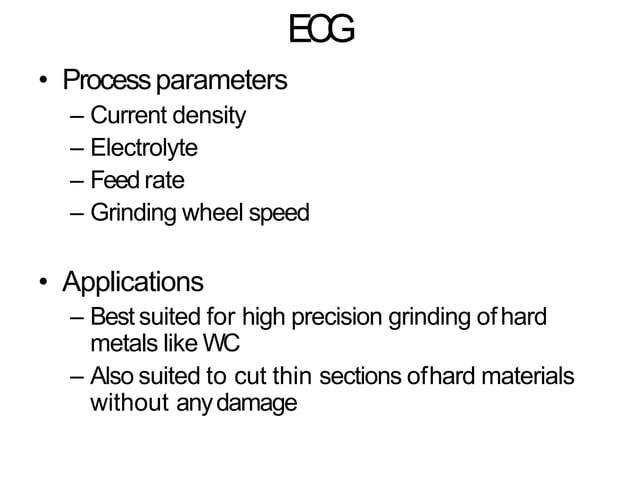 ECG
• Process parameters
– Current density
– Electrolyte
– Feed rate
– Grinding wheel speed
• Applications
– Best suited for high precision grinding of hard
metals like WC
– Also suited to cut thin sections of hard materials
without any damage